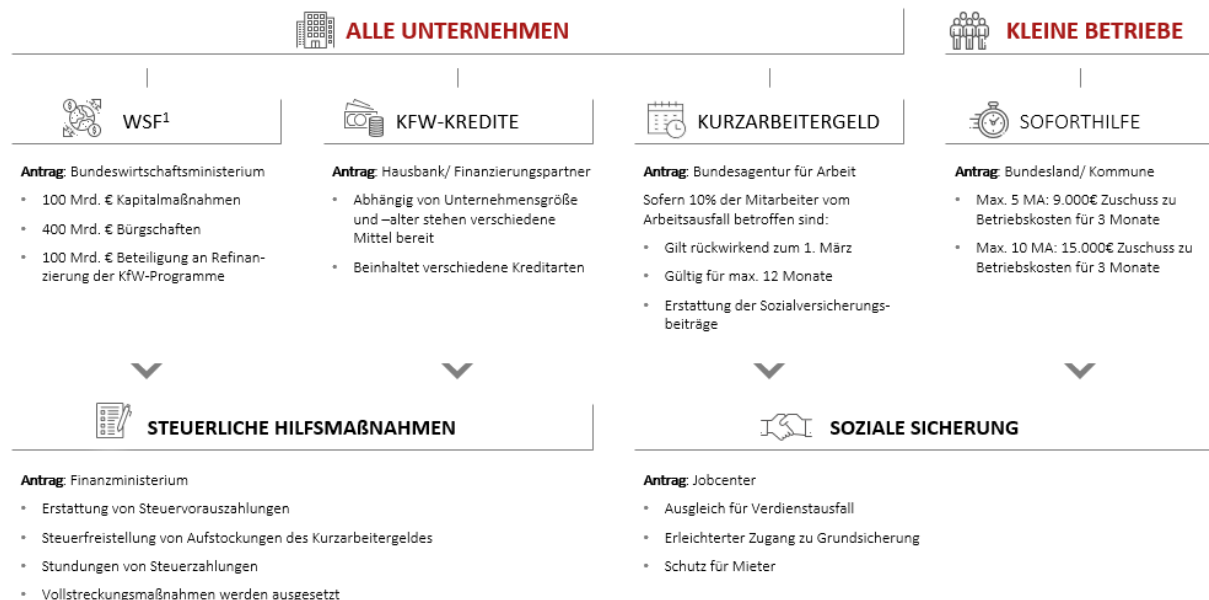 ALLE UNTERNEHMEN
KLEINE BETRIEBE
WSF¹
KFW-KREDITE
KURZARBEITERGELD
SOFORTHILFE
Antrag: Bundeswirtschaftsministerium
• 100 Mrd. € Kapitalmaßnahmen
• 400 Mrd. € Bürgschaften
• 100 Mrd. € Beteiligung an Refinan-
zierung der KfW-Programme
Antrag: Hausbank/ Finanzierungspartner
• Abhängig von Unternehmensgröße
und –alter stehen verschiedene
Mittel bereit
• Beinhaltet verschiedene Kreditarten
Antrag: Bundesagentur für Arbeit
Sofern 10% der Mitarbeiter vom
Arbeitsausfall betroffen sind:
• Gilt rückwirkend zum 1. März
• Gültig für max. 12 Monate
• Erstattung der Sozialversicherungs-
beiträge
Antrag: Bundesland/ Kommune
• Max. 5 MA: 9.000€ Zuschuss zu
Betriebskosten für 3 Monate
• Max. 10 MA: 15.000€ Zuschuss zu
Betriebskosten für 3 Monate
STEUERLICHE HILFSMAßNAHMEN
Antrag: Finanzministerium
• Erstattung von Steuervorauszahlungen
• Steuerfreistellung von Aufstockungen des Kurzarbeitergeldes
• Stundungen von Steuerzahlungen
• Vollstreckungsmaßnahmen werden ausgesetzt
SOZIALE SICHERUNG
Antrag: Jobcenter
• Ausgleich für Verdienstausfall
• Erleichterter Zugang zu Grundsicherung
• Schutz für Mieter